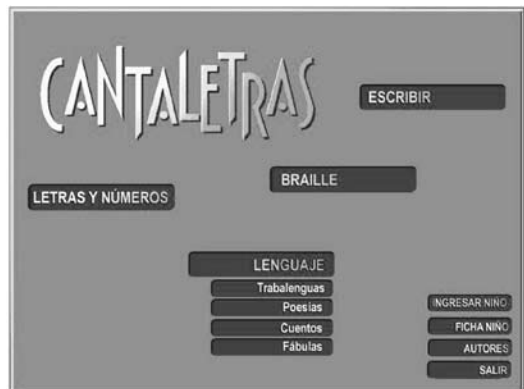 CANTALETRAS
ESCRIBIR
BRAILLE
LETRAS Y NÚMEROS
LENGUAJE
Trabalenguas
Poesías
Cuentos
Fábulas
INGRESAR NIÑO
FICHA NIÑO
AUTORES
SALIR